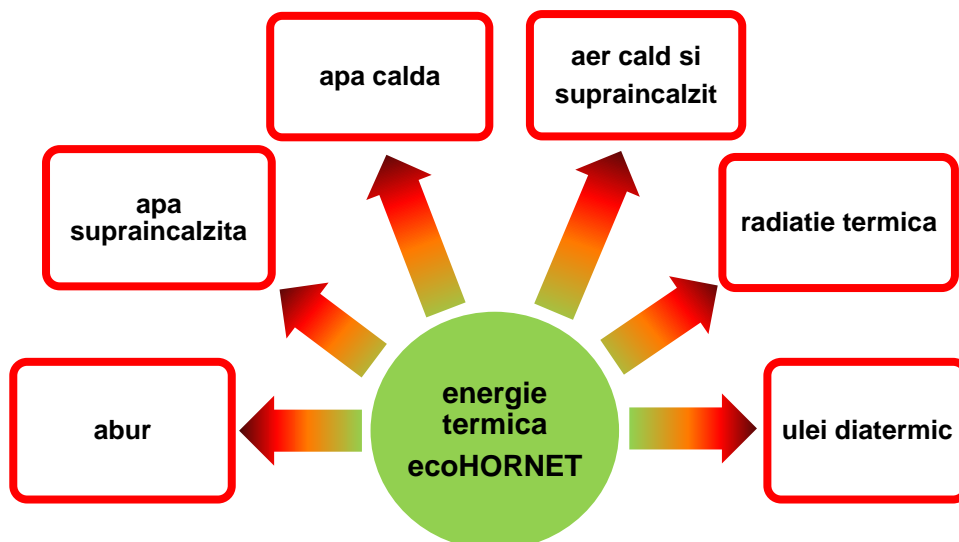 apa calda
aer cald si
supraincalzit
apa
supraincalzita
radiatie termica
abur
energie
termica
ecoHORNET
ulei diatermic